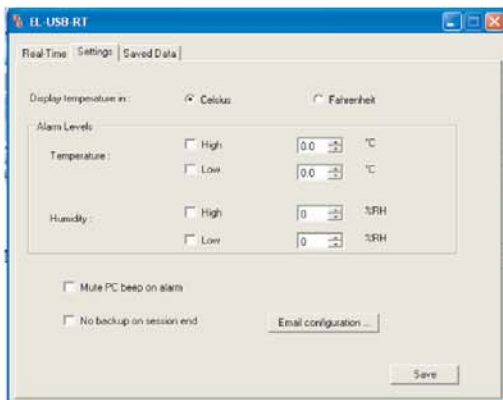 EL-USB-RT
Real-Time Settings Saved Data
Display temperature in : Celsius Fahrenheit
Alarm Levels
Temperature : High 0.0 °C
Low 0.0 °C
Humidity : High 0 %RH
Low 0 %RH
Mute PC beep on alarm
No backup on session end Email configuration ...
Save